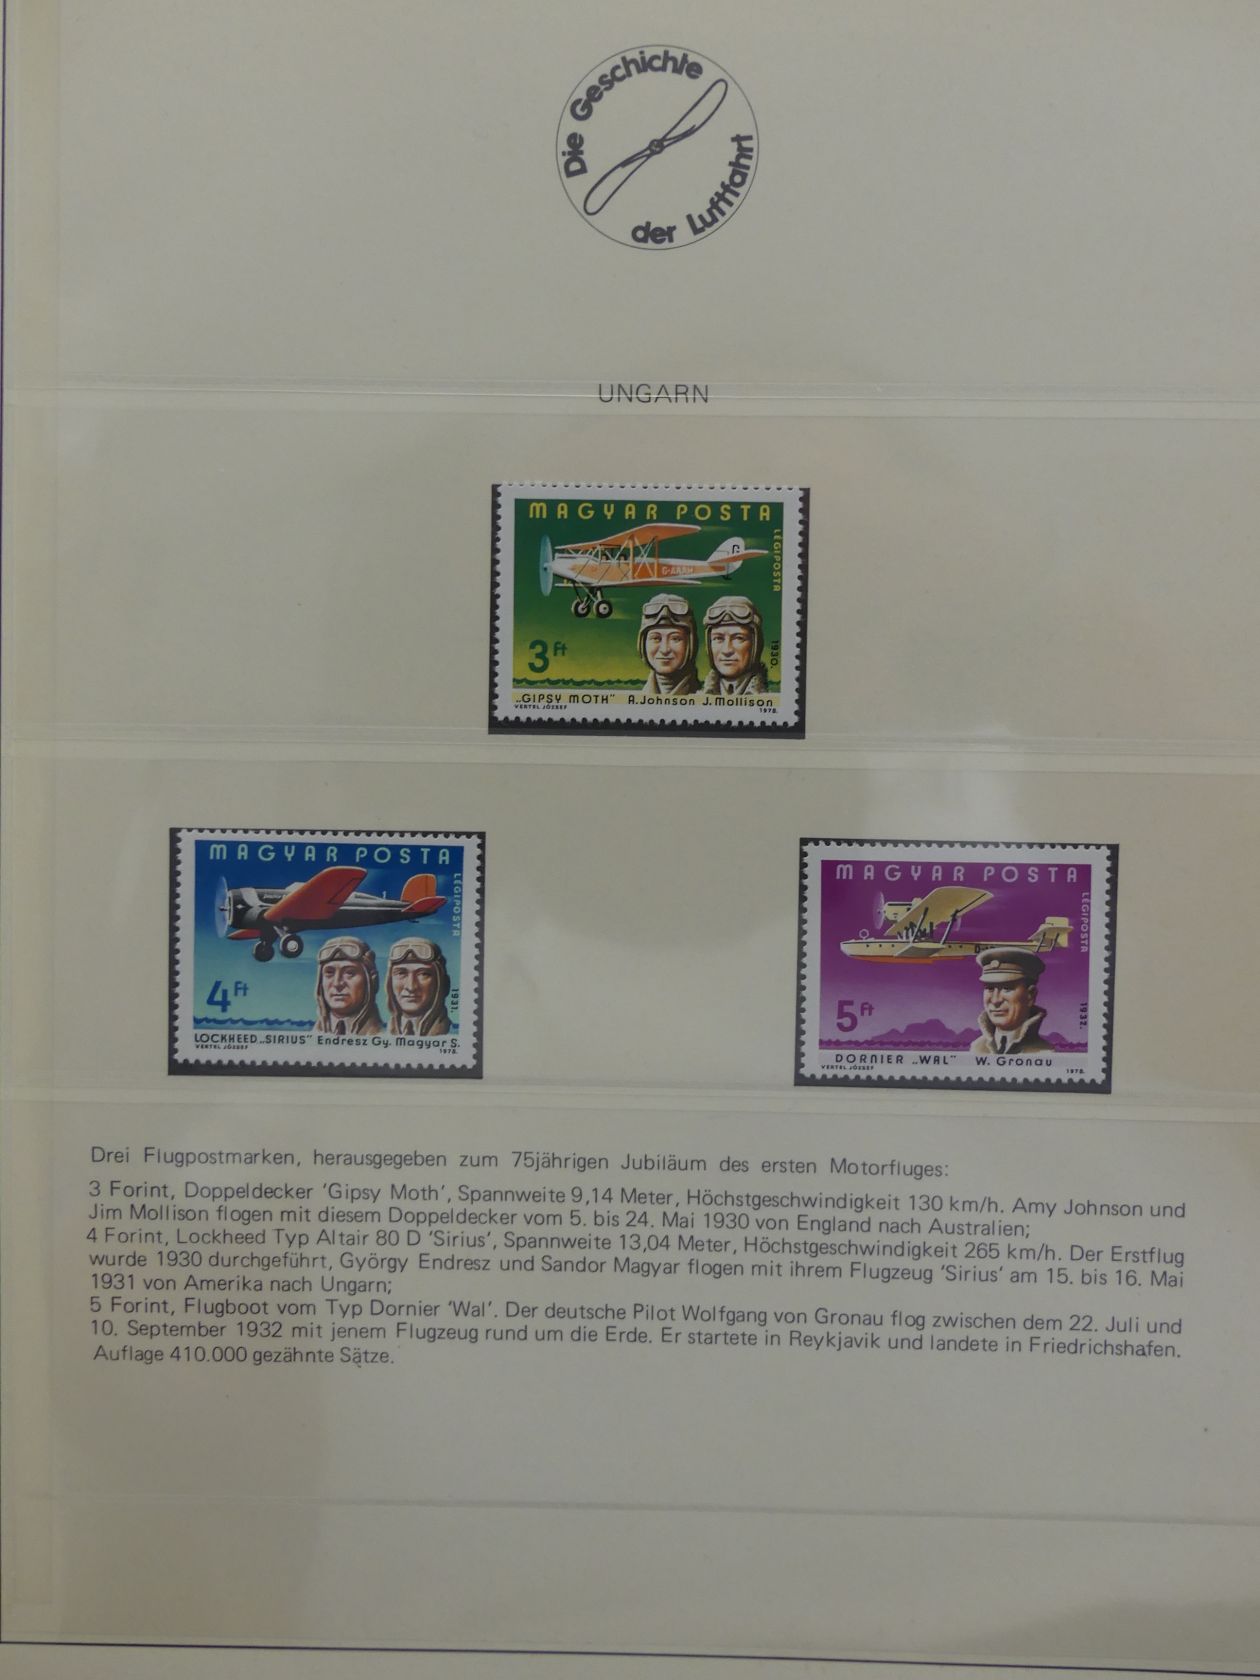 Die Geschichte
der Luftfahrt
UNGARN
MAGYAR POSTA
LÉGIPOSTA
G
G-AAAH
1930.
3 Ft
„GIPSY MOTH" A.Johnson J.Mollison
VERTEL JÓZSEF 1978.
MAGYAR POSTA
LÉGIPOSTA
1931.
4 Ft
LOCKHEED „SIRIUS" Endresz Gy. Magyar S.
VERTEL JÓZSEF 1978.
MAGYAR POSTA
LÉGIPOSTA
1932.
5 Ft
DORNIER „WAL" W. Gronau
VERTEL JÓZSEF 1978.
Drei Flugpostmarken, herausgegeben zum 75jährigen Jubiläum des ersten Motorfluges:
3 Forint, Doppeldecker 'Gipsy Moth', Spannweite 9,14 Meter, Höchstgeschwindigkeit 130 km/h. Amy Johnson und
Jim Mollison flogen mit diesem Doppeldecker vom 5. bis 24. Mai 1930 von England nach Australien;
4 Forint, Lockheed Typ Altair 80 D 'Sirius', Spannweite 13,04 Meter, Höchstgeschwindigkeit 265 km/h. Der Erstflug
wurde 1930 durchgeführt, György Endresz und Sandor Magyar flogen mit ihrem Flugzeug 'Sirius' am 15. bis 16. Mai
1931 von Amerika nach Ungarn;
5 Forint, Flugboot vom Typ Dornier 'Wal'. Der deutsche Pilot Wolfgang von Gronau flog zwischen dem 22. Juli und
10. September 1932 mit jenem Flugzeug rund um die Erde. Er startete in Reykjavik und landete in Friedrichshafen.
Auflage 410.000 gezähnte Sätze.